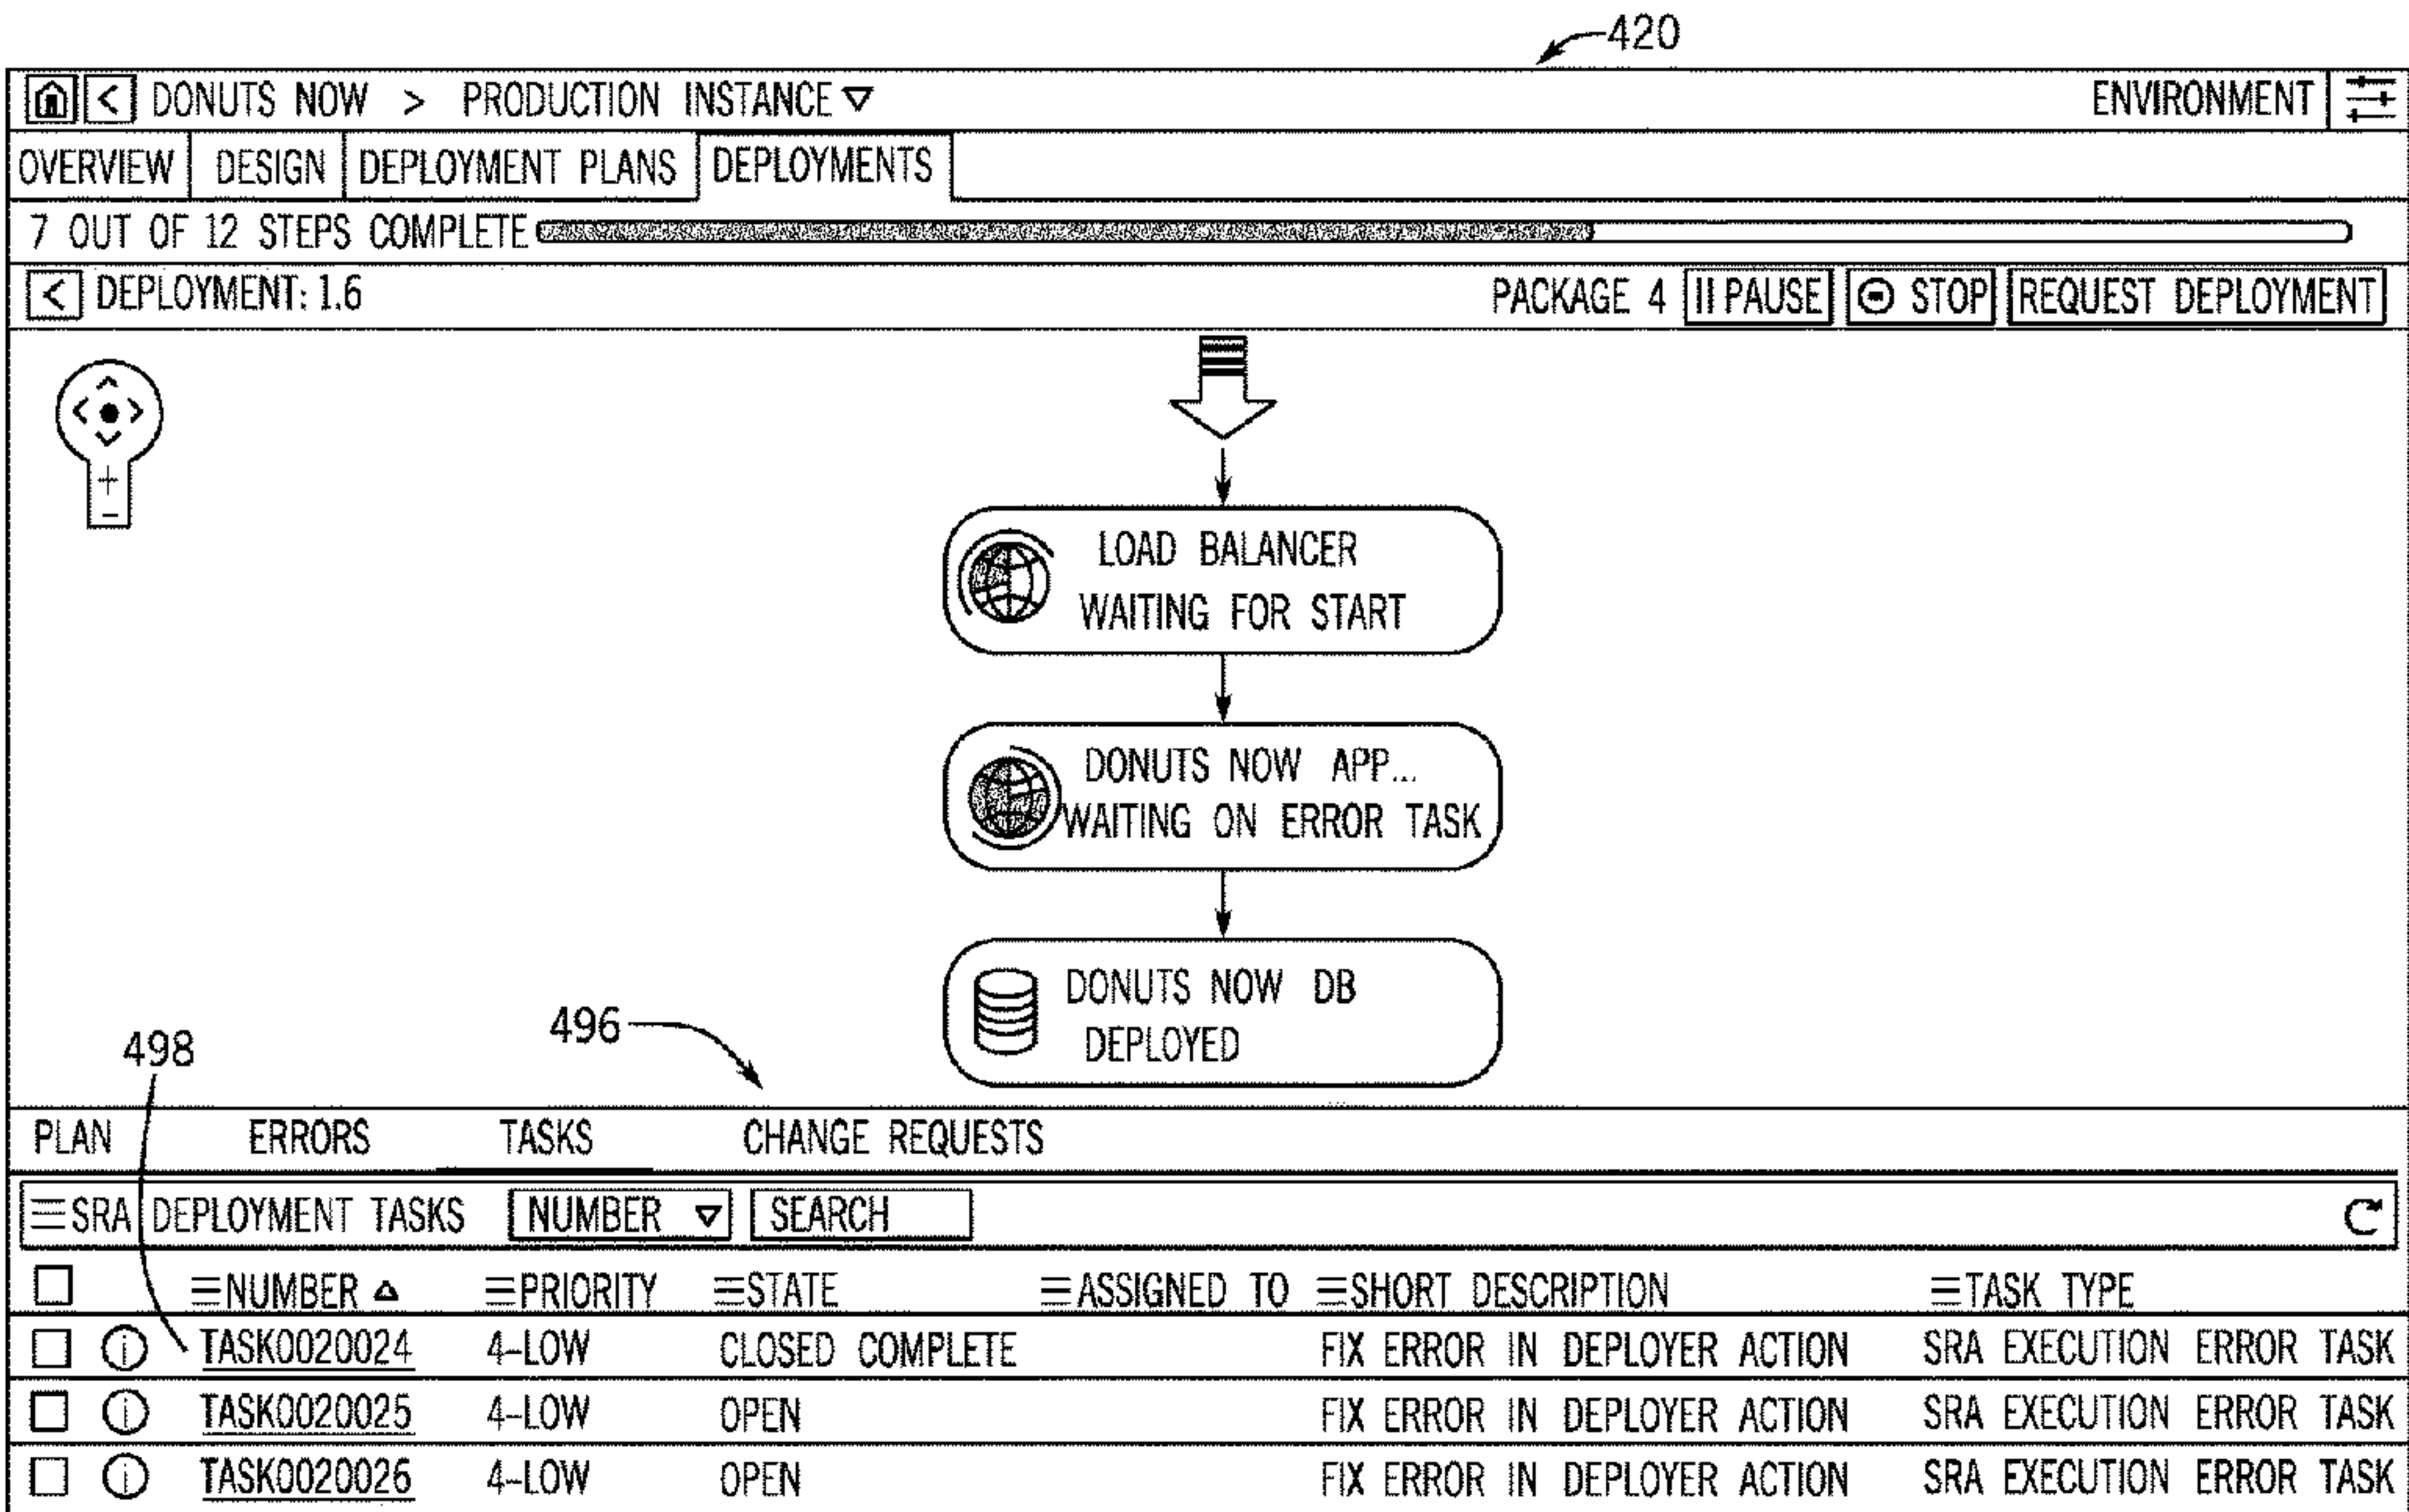 420
DONUTS NOW > PRODUCTION INSTANCE ENVIRONMENT
OVERVIEW DESIGN DEPLOYMENT PLANS DEPLOYMENTS
7 OUT OF 12 STEPS COMPLETE
< DEPLOYMENT: 1.6 PACKAGE 4 PAUSE STOP REQUEST DEPLOYMENT
+
-
LOAD BALANCER
WAITING FOR START
DONUTS NOW APP...
WAITING ON ERROR TASK
DONUTS NOW DB
DEPLOYED
496
498
PLAN ERRORS TASKS CHANGE REQUESTS
SRA DEPLOYMENT TASKS NUMBER SEARCH
NUMBER PRIORITY STATE ASSIGNED TO SHORT DESCRIPTION TASK TYPE
TASK0020024 4-LOW CLOSED COMPLETE FIX ERROR IN DEPLOYER ACTION SRA EXECUTION ERROR TASK
TASK0020025 4-LOW OPEN FIX ERROR IN DEPLOYER ACTION SRA EXECUTION ERROR TASK
TASK0020026 4-LOW OPEN FIX ERROR IN DEPLOYER ACTION SRA EXECUTION ERROR TASK